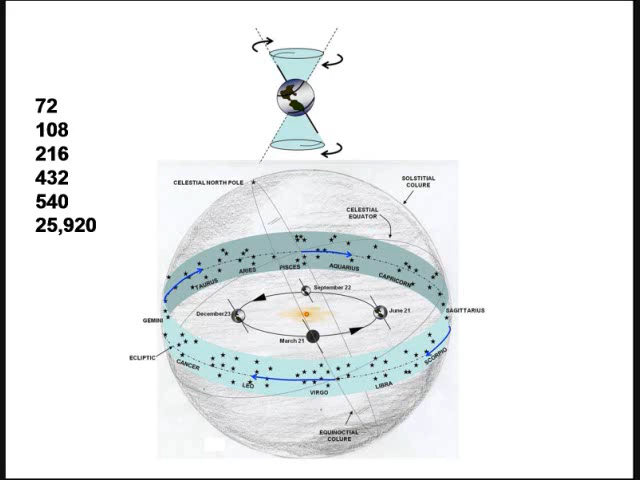 72
108
216
432
540
25,920
CELESTIAL NORTH POLE
SOLSTITIAL
COLURE
CELESTIAL
EQUATOR
TAURUS
ARIES
PISCES
AQUARIUS
CAPRICORN
September 23
December23
June 21
March 21
GEMINI
SAGITTARIUS
ECLIPTIC
CANCER
LEO
VIRGO
LIBRA
SCORPIO
EQUINOCTIAL
COLURE